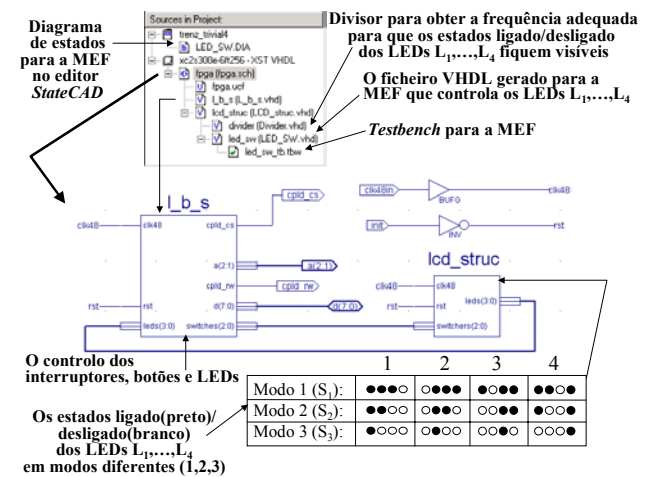 Diagrama
de estados
para a MEF
no editor
StateCAD
Sources in Project:
trenz_trivial4
LED_SW.DIA
xc2s300e-6ft256 - XST VHDL
fpga (fpga.sch)
fpga.ucf
l_b_s (L_b_s.vhd)
lcd_struc (LCD_struc.vhd)
divider (Divider.vhd)
led_sw (LED_SW.vhd)
led_sw_tb.tbw
Divisor para obter a frequência adequada
para que os estados ligado/desligado
dos LEDs L1,…,L4 fiquem visíveis
O ficheiro VHDL gerado para a
MEF que controla os LEDs L1,…,L4
Testbench para a MEF
l_b_s
clk48
clk48
cpld_cs
cpld_cs
a(2:1)
a(2:1)
cpld_rw
cpld_rw
rst
rst
d(7:0)
d(7:0)
leds(3:0)
switches(2:0)
clk48in
BUFG
clk48
init
INV
rst
lcd_struc
clk48
clk48
leds(3:0)
rst
rst
switchers(2:0)
O controlo dos
interruptores, botões e LEDs
Os estados ligado(preto)/
desligado(branco)
dos LEDs L1,…,L4
em modos diferentes (1,2,3)
1 2 3 4
Modo 1 (S1): ●●●○ ○●●● ●○●● ●●○●
Modo 2 (S2): ●●○○ ○●●○ ○○●● ●○○●
Modo 3 (S3): ●○○○ ○●○○ ○○●○ ○○○●